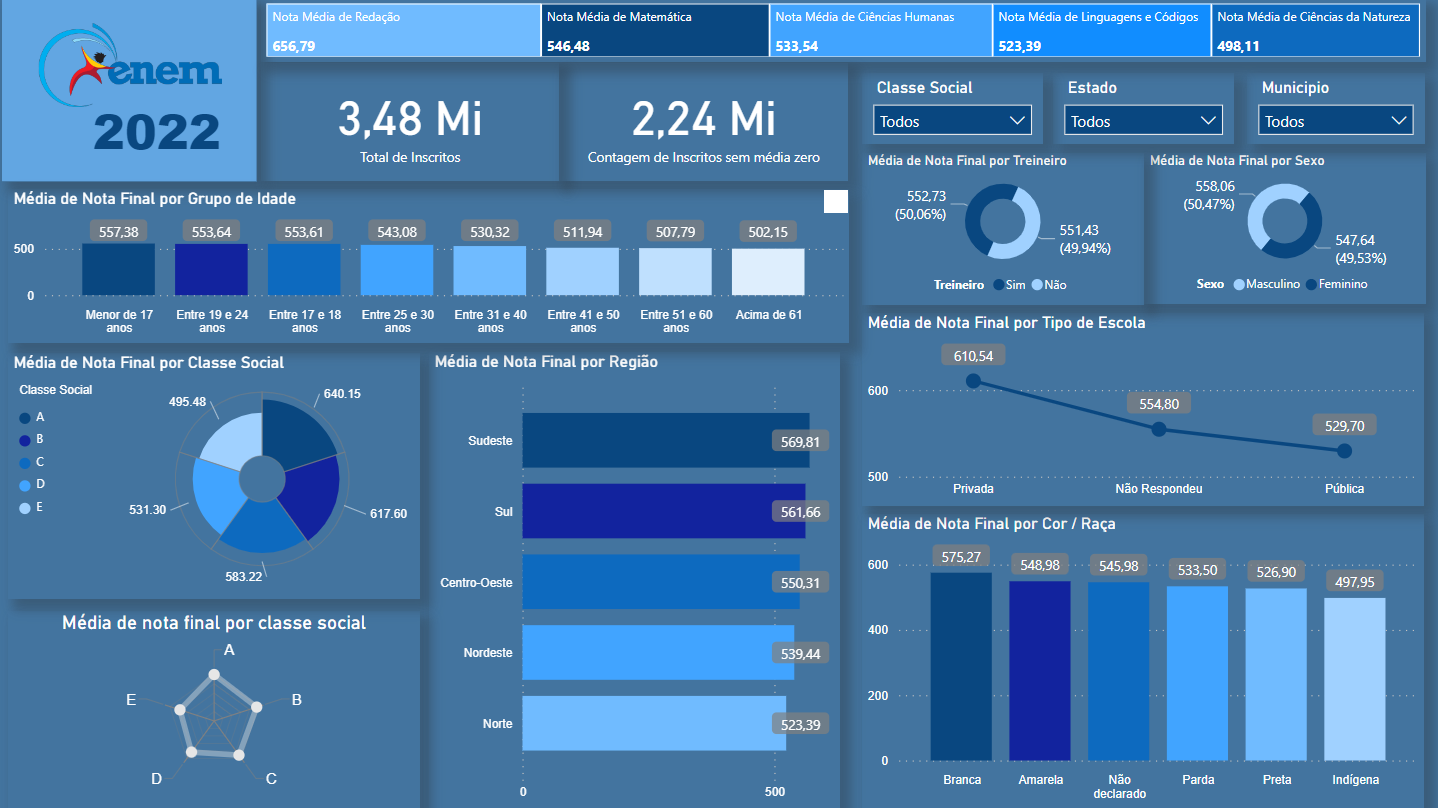 enem
2022
Nota Média de Redação
656,79
Nota Média de Matemática
546,48
Nota Média de Ciências Humanas
533,54
Nota Média de Linguagens e Códigos
523,39
Nota Média de Ciências da Natureza
498,11
3,48 Mi
Total de Inscritos
2,24 Mi
Contagem de Inscritos sem média zero
Classe Social
Todos
Estado
Todos
Municipio
Todos
Média de Nota Final por Grupo de Idade
557,38
553,64
553,61
543,08
530,32
511,94
507,79
502,15
500
0
Menor de 17
anos
Entre 19 e 24
anos
Entre 17 e 18
anos
Entre 25 e 30
anos
Entre 31 e 40
anos
Entre 41 e 50
anos
Entre 51 e 60
anos
Acima de 61
Média de Nota Final por Treineiro
552,73
(50,06%)
551,43
(49,94%)
Treineiro Sim Não
Média de Nota Final por Sexo
558,06
(50,47%)
547,64
(49,53%)
Sexo Masculino Feminino
Média de Nota Final por Classe Social
Classe Social
A
B
C
D
E
495.48
640.15
531.30
617.60
583.22
Média de nota final por classe social
A
B
C
D
E
Média de Nota Final por Região
Sudeste
569,81
Sul
561,66
Centro-Oeste
550,31
Nordeste
539,44
Norte
523,39
0
500
Média de Nota Final por Tipo de Escola
610,54
554,80
529,70
600
500
Privada
Não Respondeu
Pública
Média de Nota Final por Cor / Raça
575,27
548,98
545,98
533,50
526,90
497,95
600
400
200
0
Branca
Amarela
Não
declarado
Parda
Preta
Indígena